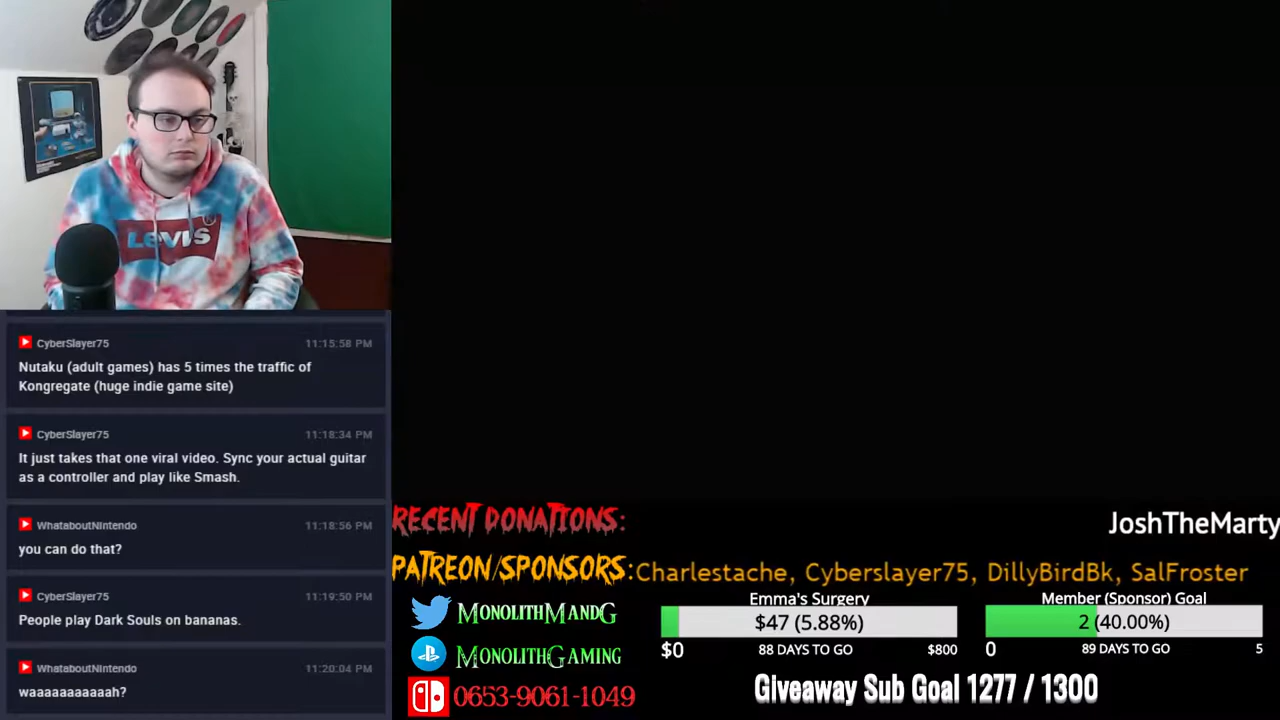 LEVI'S
CyberSlayer75 11:15:58 PM
Nutaku (adult games) has 5 times the traffic of
Kongregate (huge indie game site)
CyberSlayer75 11:18:34 PM
It just takes that one viral video. Sync your actual guitar
as a controller and play like Smash.
WhataboutNintendo 11:18:56 PM
you can do that?
CyberSlayer75 11:19:50 PM
People play Dark Souls on bananas.
WhataboutNintendo 11:20:04 PM
waaaaaaaaaaah?
RECENT DONATIONS: JoshTheMarty
PATREON/SPONSORS: Charlestache, Cyberslayer75, DillyBirdBk, SalFroster
MonolithMandG
MonolithGaming
0653-9061-1049
Emma's Surgery
$47 (5.88%)
$0 88 DAYS TO GO $800
Member (Sponsor) Goal
2 (40.00%)
0 89 DAYS TO GO 5
Giveaway Sub Goal 1277 / 1300